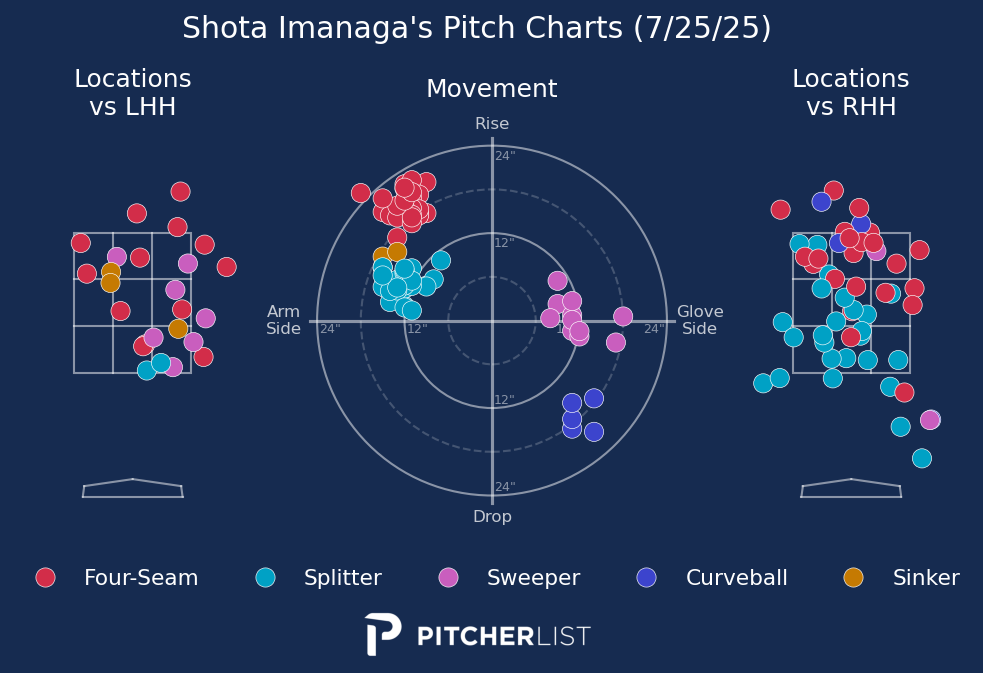 Shota Imanaga's Pitch Charts (7/25/25)
Locations
vs LHH
Movement
Locations
vs RHH
Rise
24"
12"
Arm
Side
24"
12"
24"
Glove
Side
12"
24"
Drop
Four-Seam
Splitter
Sweeper
Curveball
Sinker
PITCHERLIST